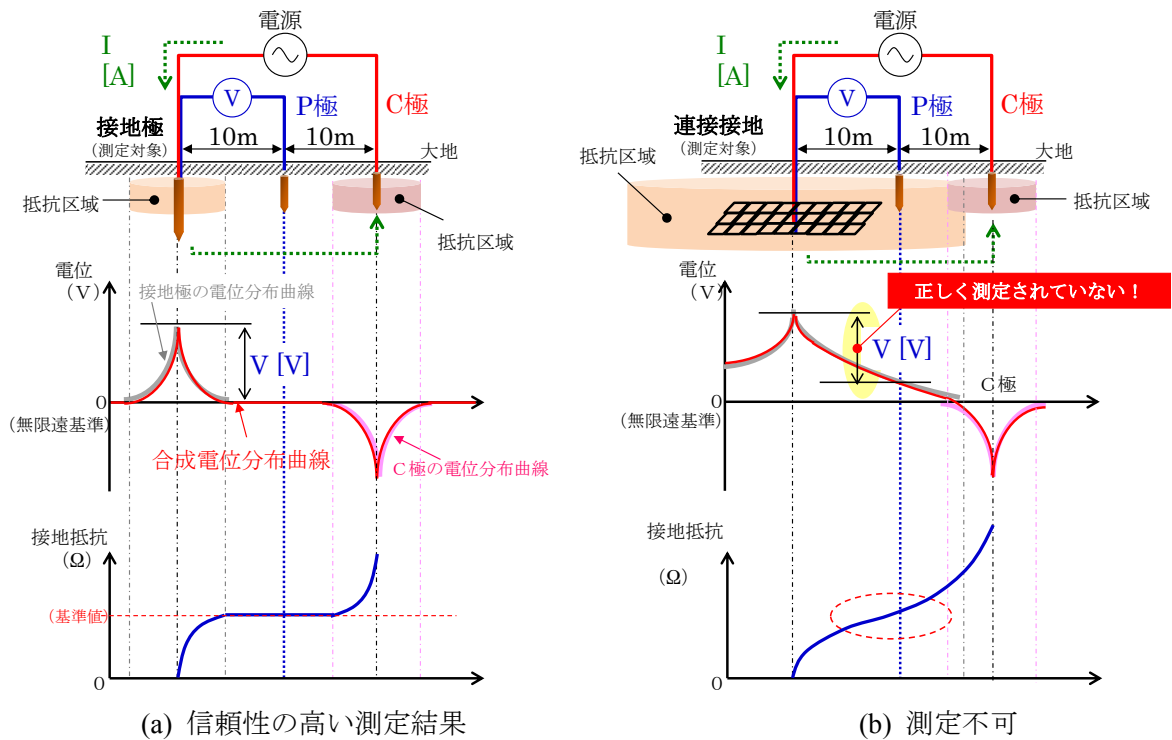 電源
I
[A]
V
P極
C極
接地極
(測定対象)
10m
10m
大地
抵抗区域
抵抗区域
電位
（V）
接地極の電位分布曲線
V [V]
0
(無限遠基準)
合成電位分布曲線
C極の電位分布曲線
接地抵抗
（Ω）
(基準値)
0
(a) 信頼性の高い測定結果
電源
I
[A]
V
P極
C極
連接接地
(測定対象)
10m
10m
大地
抵抗区域
抵抗区域
電位
（V）
正しく測定されていない！
V [V]
C極
0
(無限遠基準)
接地抵抗
（Ω）
0
(b) 測定不可